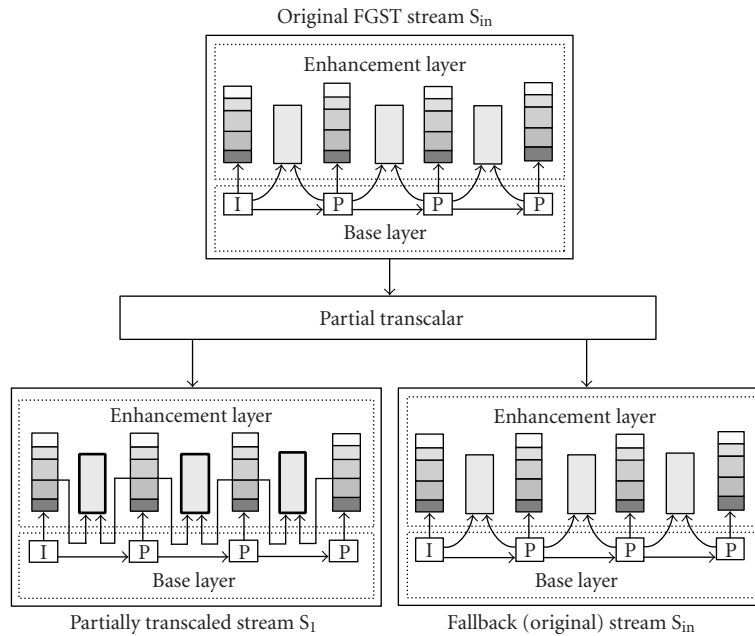 Original FGST stream S_in
Enhancement layer
I P P P
Base layer
Partial transcalar
Enhancement layer
I P P P
Base layer
Partially transcaled stream S_1
Enhancement layer
I P P P
Base layer
Fallback (original) stream S_in